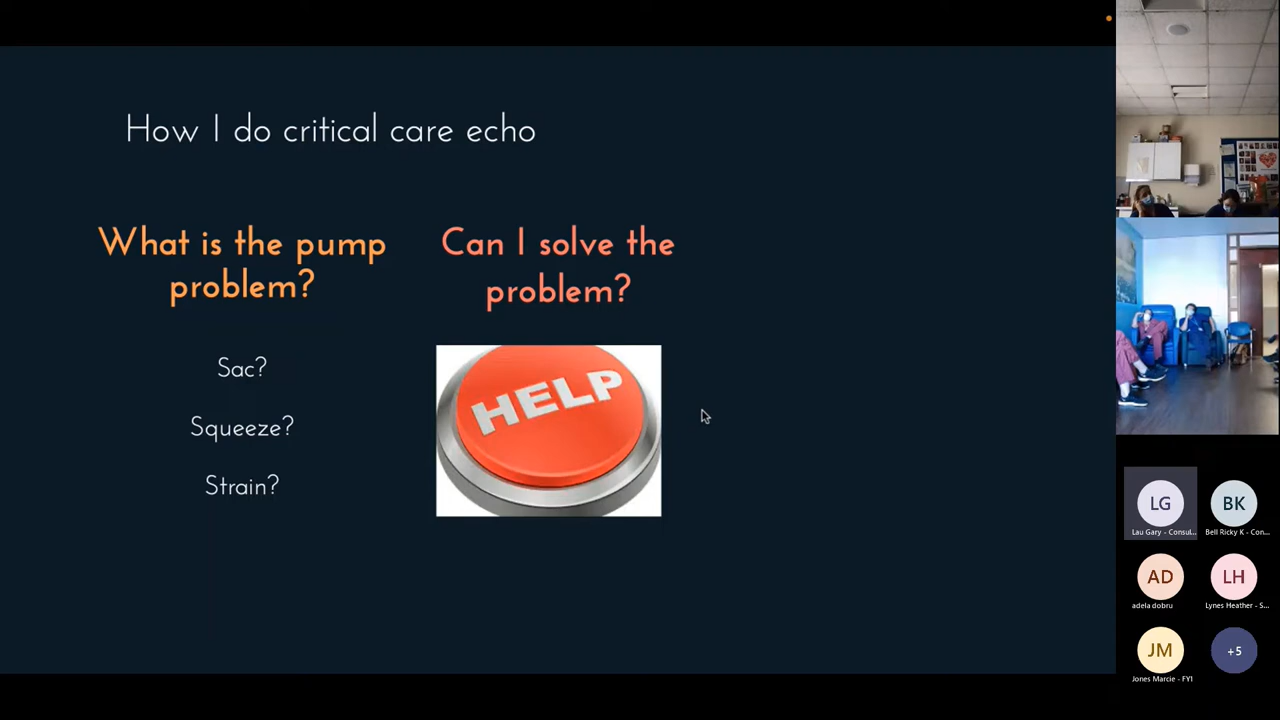 How I do critical care echo
What is the pump
problem?
Can I solve the
problem?
Sac?
Squeeze?
Strain?
HELP
LG
BK
Lau Gary - Consul...
Bell Ricky K - Con...
AD
LH
adela dobru
Lynes Heather - S...
JM
+5
Jones Marcie - FY1